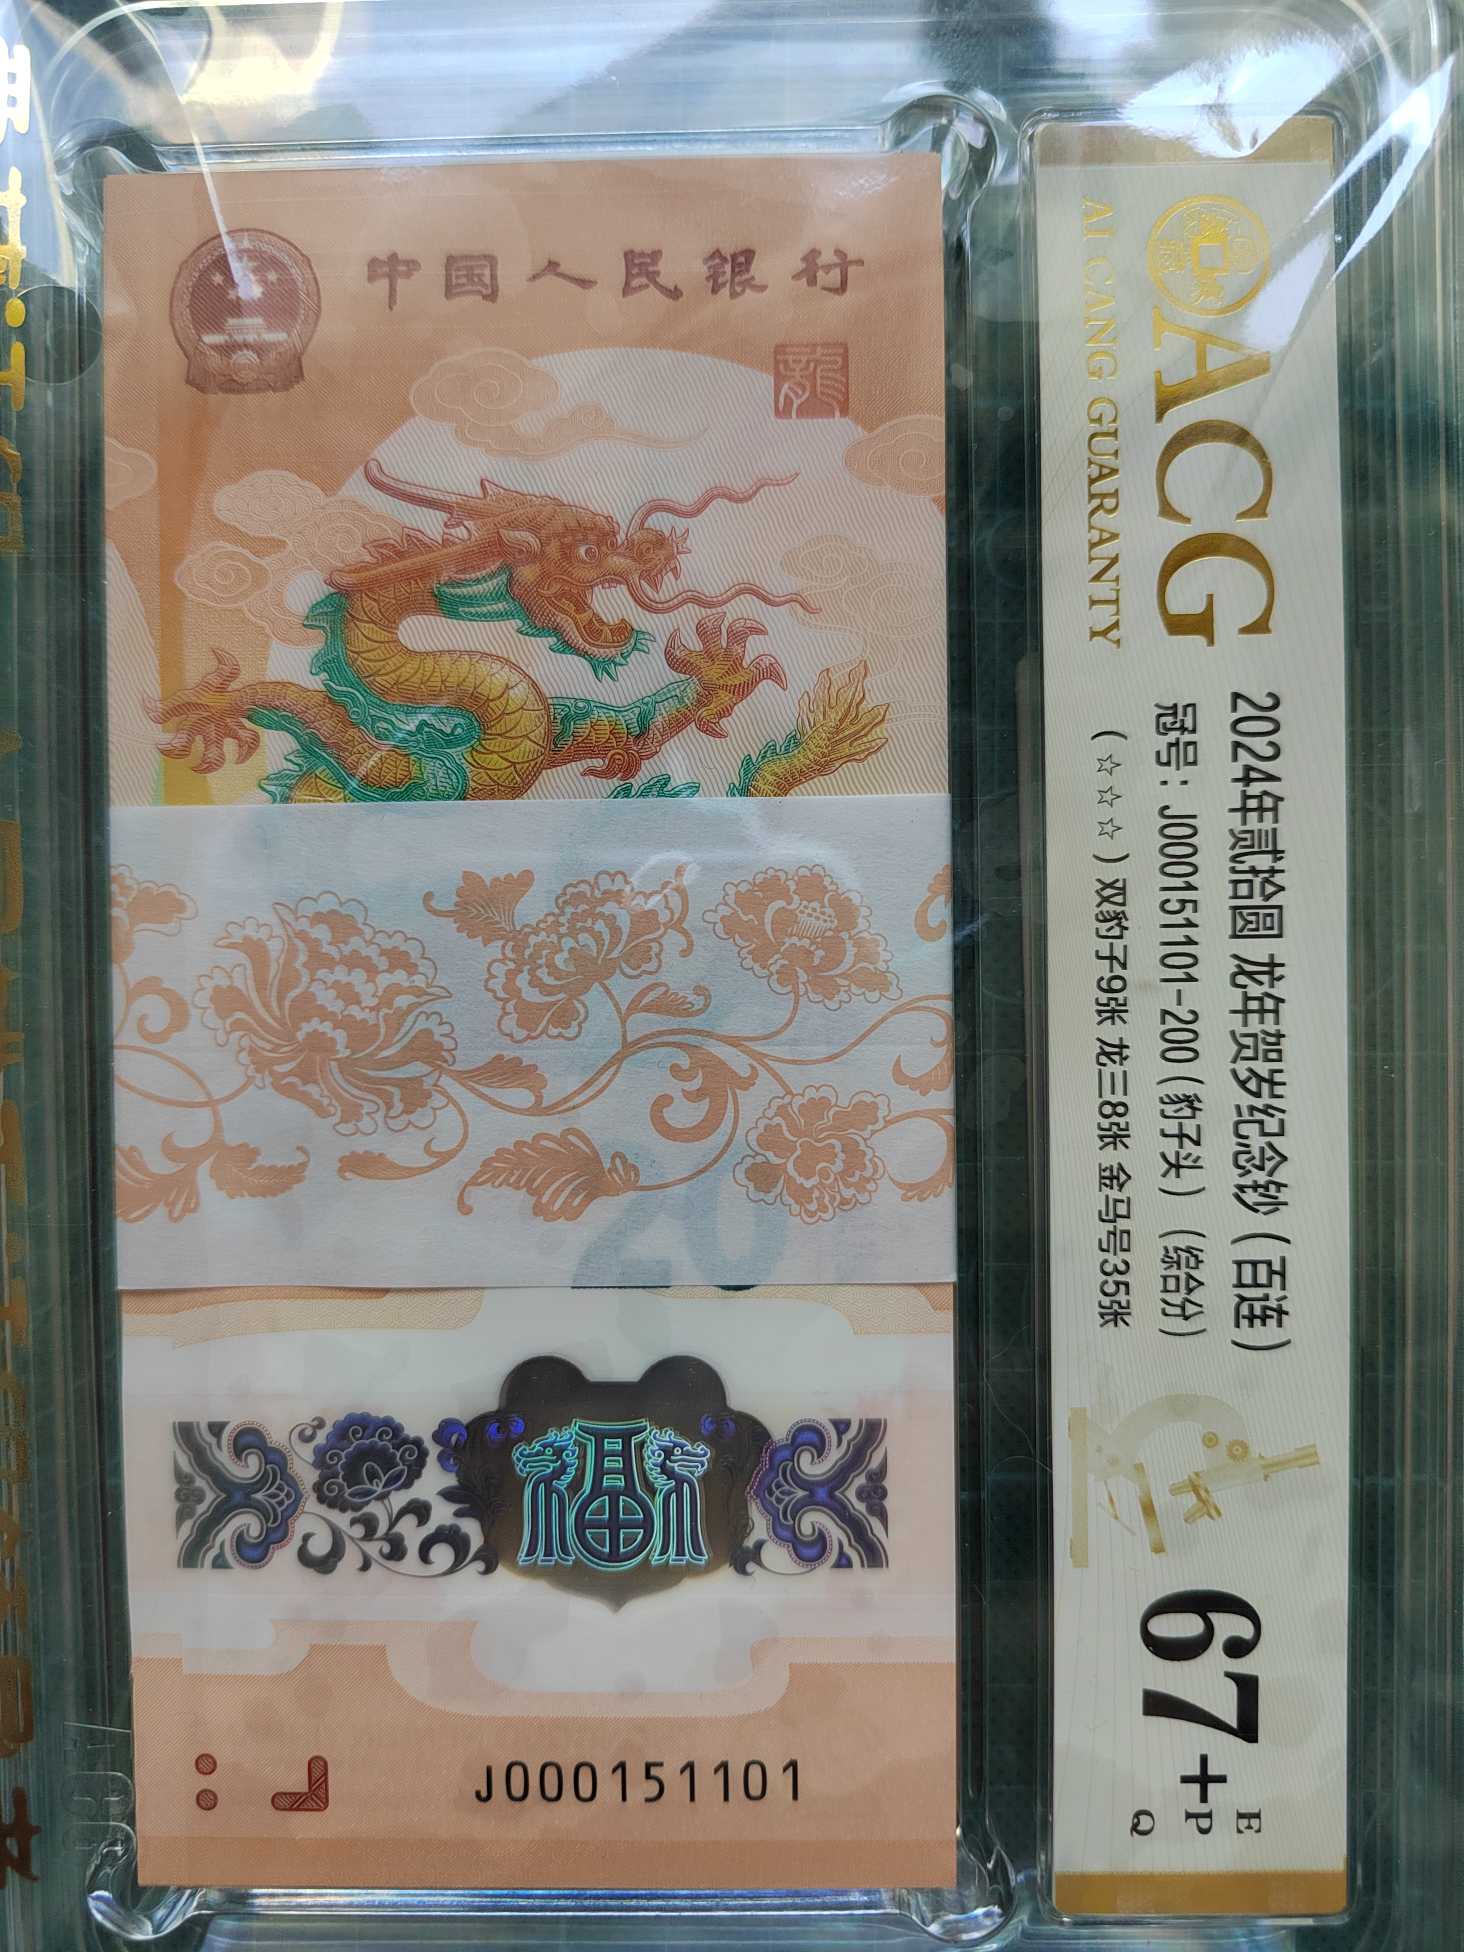 中国人民银行
龍
J000151101
ACG
AI CANG GUARANTY
2024年贰拾圆 龙年贺岁纪念钞（百连）
冠号：J000151101-200（豹子头）（综合分）
（☆☆☆）双豹子9张 龙三8张 金马号35张
67+
E
P
Q
20